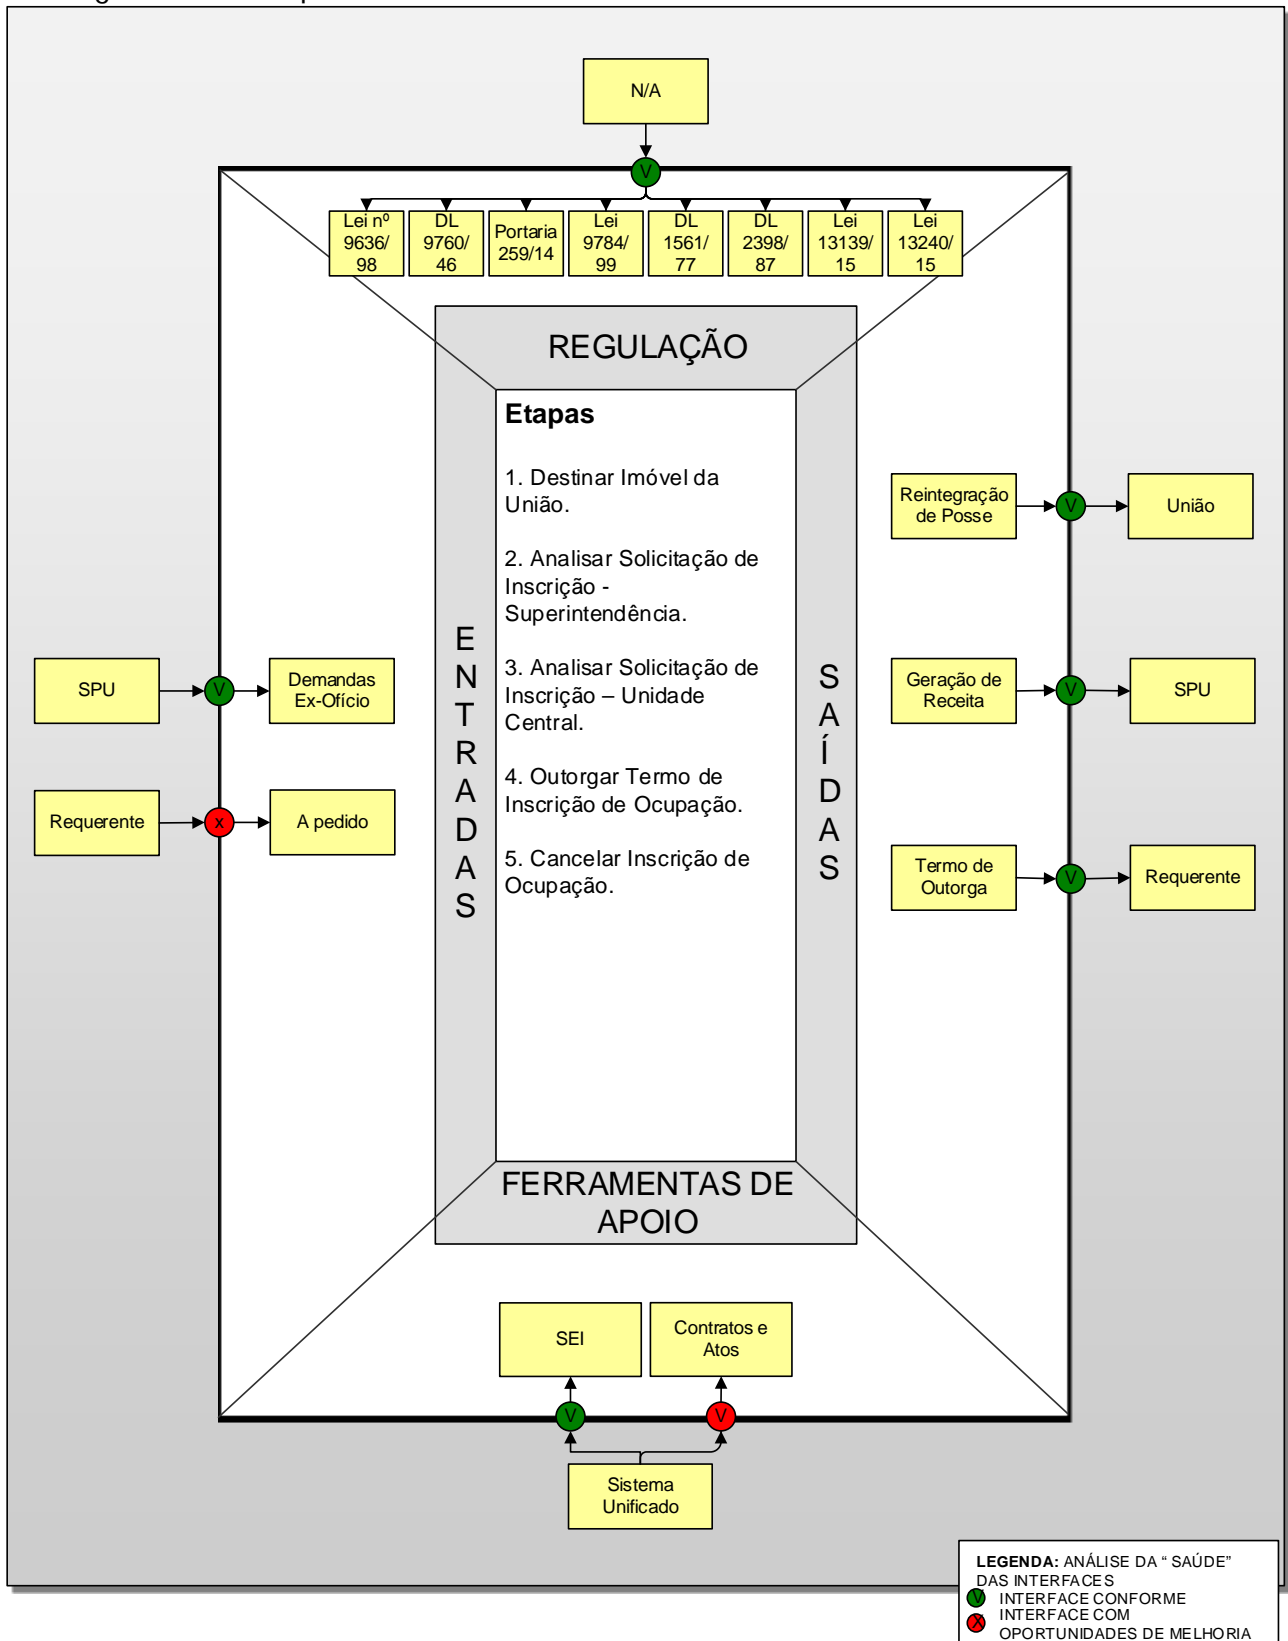 N/A
V
Lei nº
9636/
98
DL
9760/
46
Portaria
259/14
Lei
9784/
99
DL
1561/
77
DL
2398/
87
Lei
13139/
15
Lei
13240/
15
REGULAÇÃO
Etapas
1. Destinar Imóvel da
União.
2. Analisar Solicitação de
Inscrição -
Superintendência.
3. Analisar Solicitação de
Inscrição – Unidade
Central.
4. Outorgar Termo de
Inscrição de Ocupação.
5. Cancelar Inscrição de
Ocupação.
ENTRADAS
SPU
V
Demandas
Ex-Ofício
Requerente
x
A pedido
SAÍDAS
Reintegração
de Posse
V
União
Geração de
Receita
V
SPU
Termo de
Outorga
V
Requerente
FERRAMENTAS DE
APOIO
SEI
Contratos e
Atos
V
V
Sistema
Unificado
LEGENDA: ANÁLISE DA “ SAÚDE”
DAS INTERFACES
V INTERFACE CONFORME
X INTERFACE COM
OPORTUNIDADES DE MELHORIA